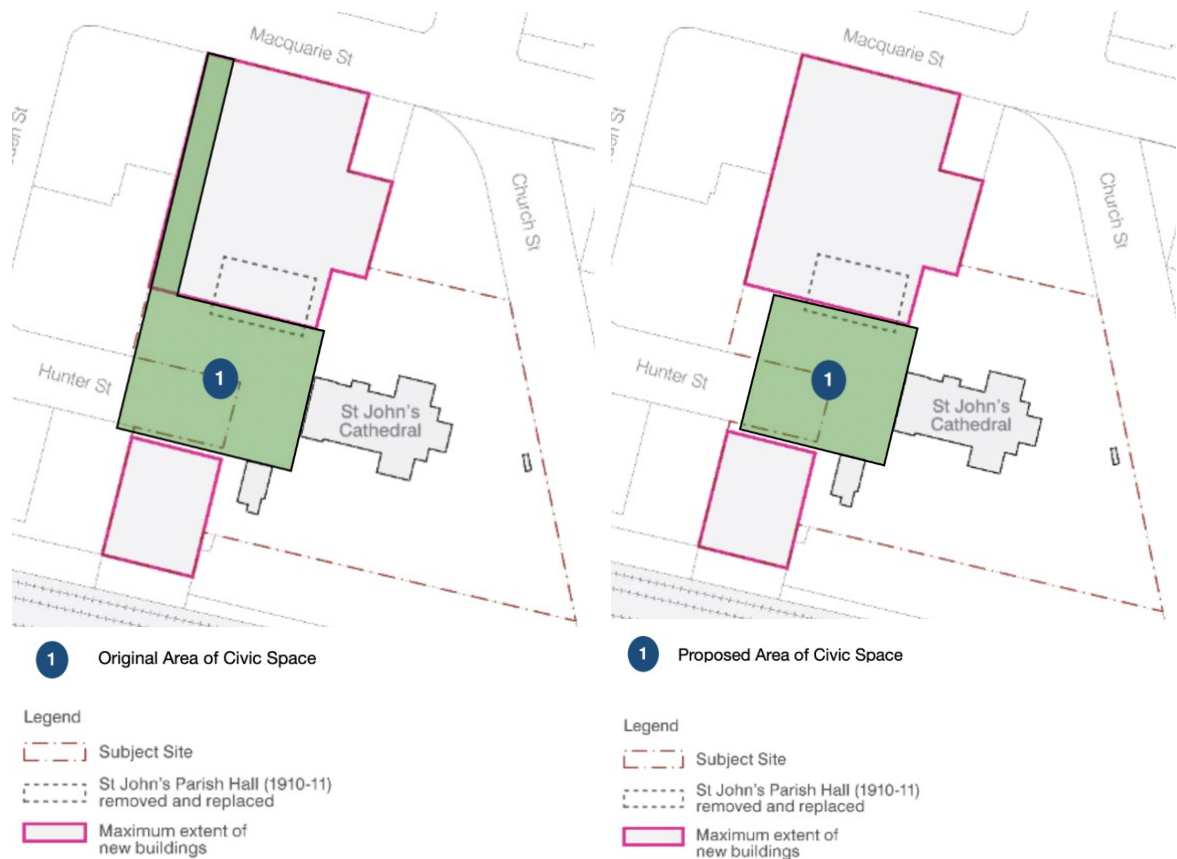 Macquarie St
Church St
Hunter St
1
St John's
Cathedral
1 Original Area of Civic Space
Legend
Subject Site
St John's Parish Hall (1910-11)
removed and replaced
Maximum extent of
new buildings
Macquarie St
Church St
Hunter St
1
St John's
Cathedral
1 Proposed Area of Civic Space
Legend
Subject Site
St John's Parish Hall (1910-11)
removed and replaced
Maximum extent of
new buildings